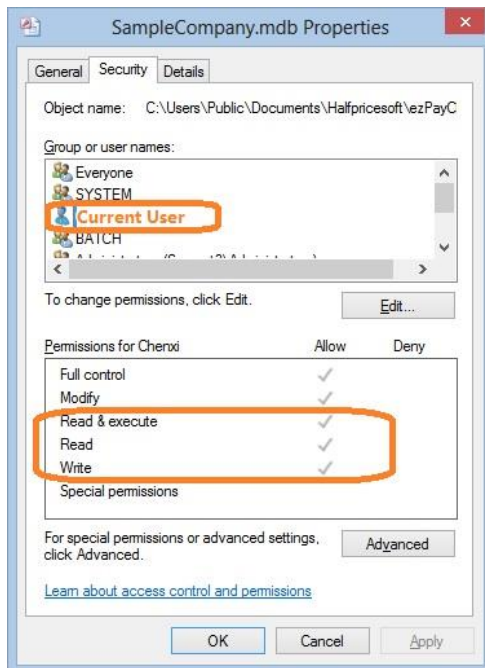 SampleCompany.mdb Properties
General Security Details
Object name: C:\Users\Public\Documents\Halfpricesoft\ezPayC
Group or user names:
Everyone
SYSTEM
Current User
BATCH
To change permissions, click Edit.
Edit...
Permissions for Chenxi Allow Deny
Full control
Modify
Read & execute
Read
Write
Special permissions
For special permissions or advanced settings,
click Advanced.
Advanced
Learn about access control and permissions
OK Cancel Apply